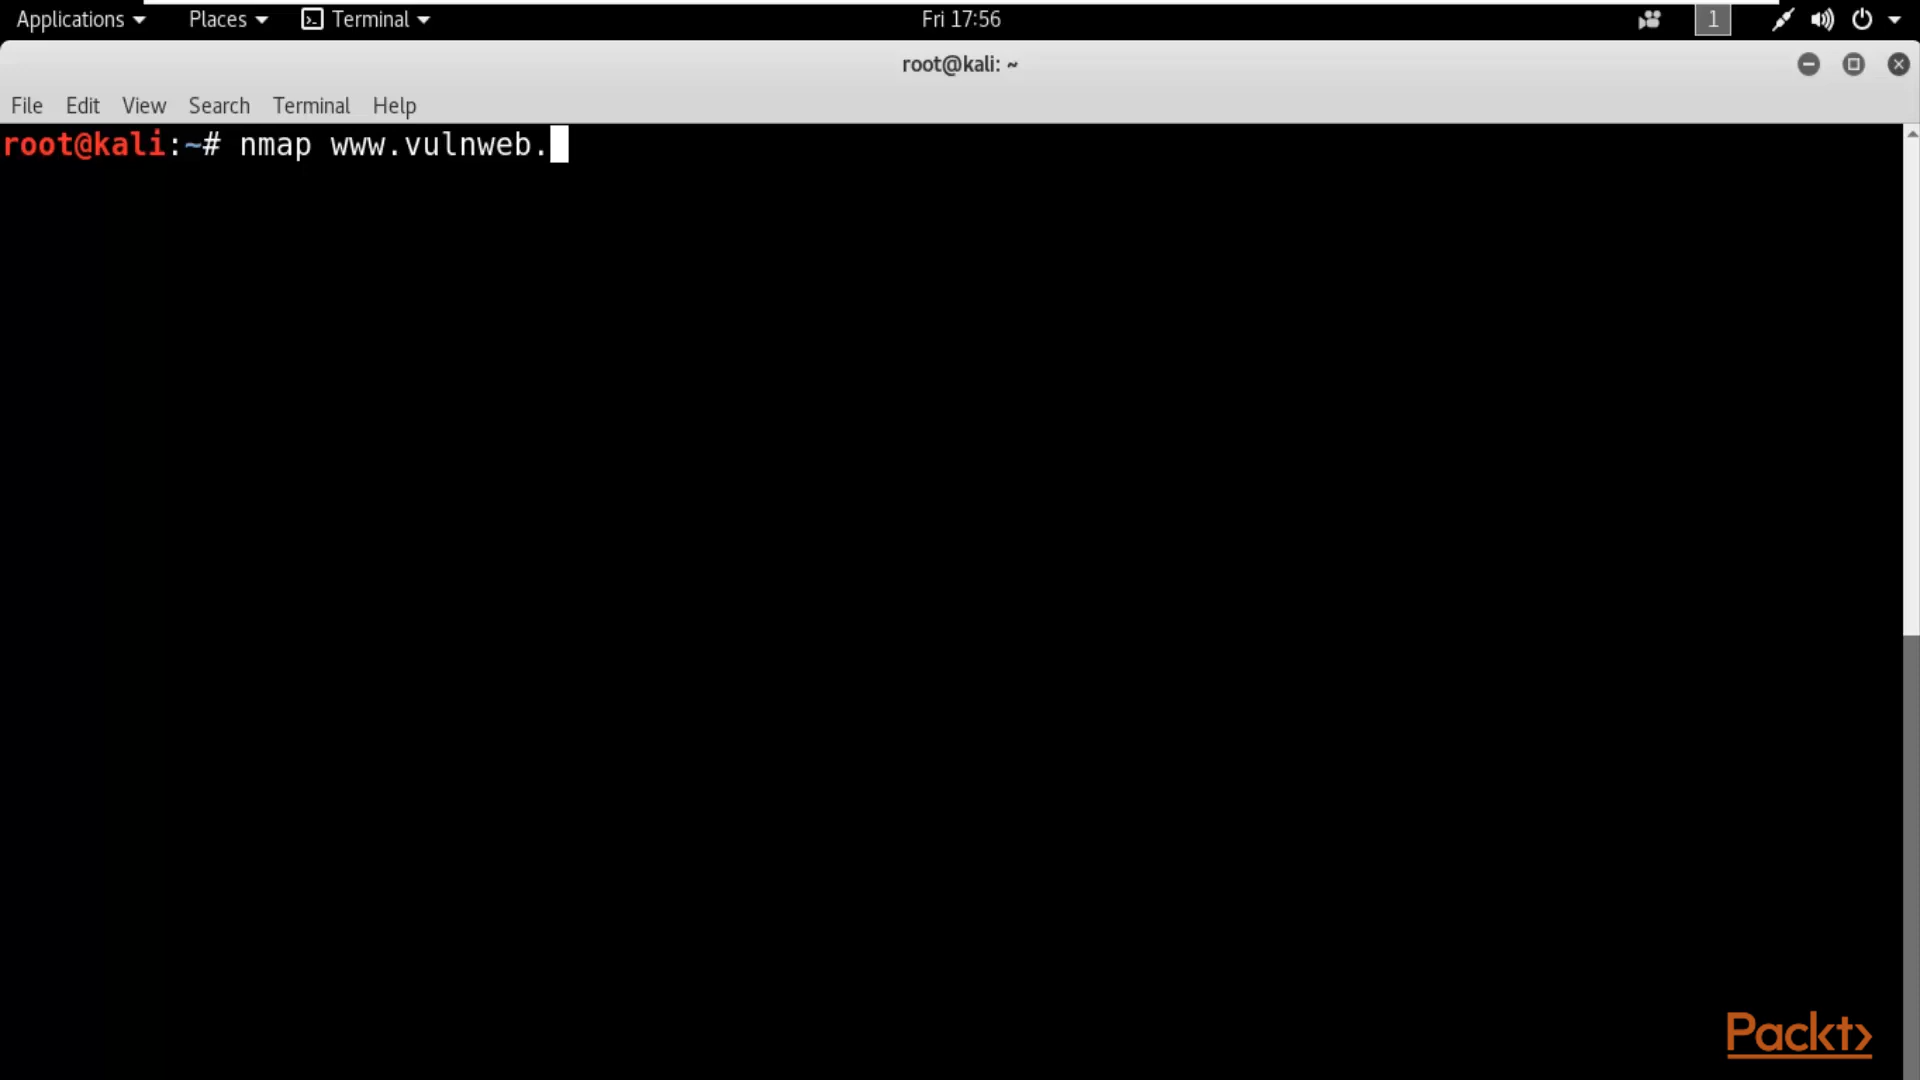 Applications Places Terminal Fri 17:56 1
root@kali: ~
File Edit View Search Terminal Help
root@kali:~# nmap www.vulnweb.
Packt>